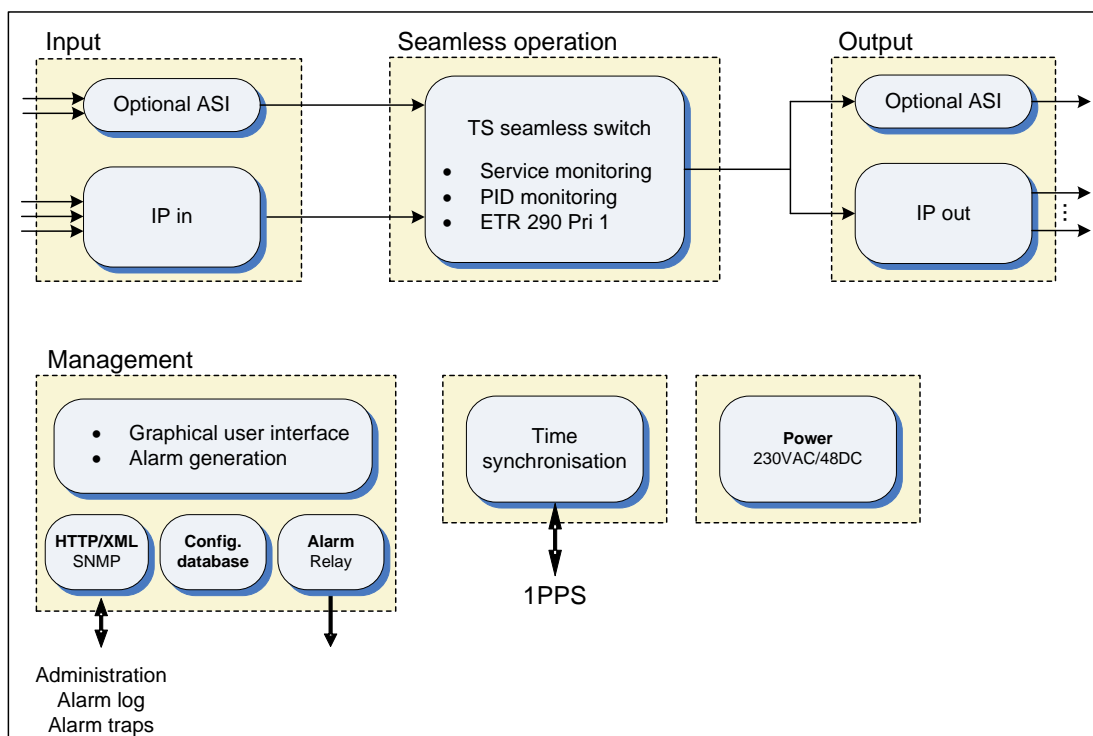 Input
Optional ASI
IP in
Seamless operation
TS seamless switch
• Service monitoring
• PID monitoring
• ETR 290 Pri 1
Output
Optional ASI
IP out
Management
• Graphical user interface
• Alarm generation
HTTP/XML
SNMP
Config.
database
Alarm
Relay
Administration
Alarm log
Alarm traps
Time
synchronisation
1PPS
Power
230VAC/48DC